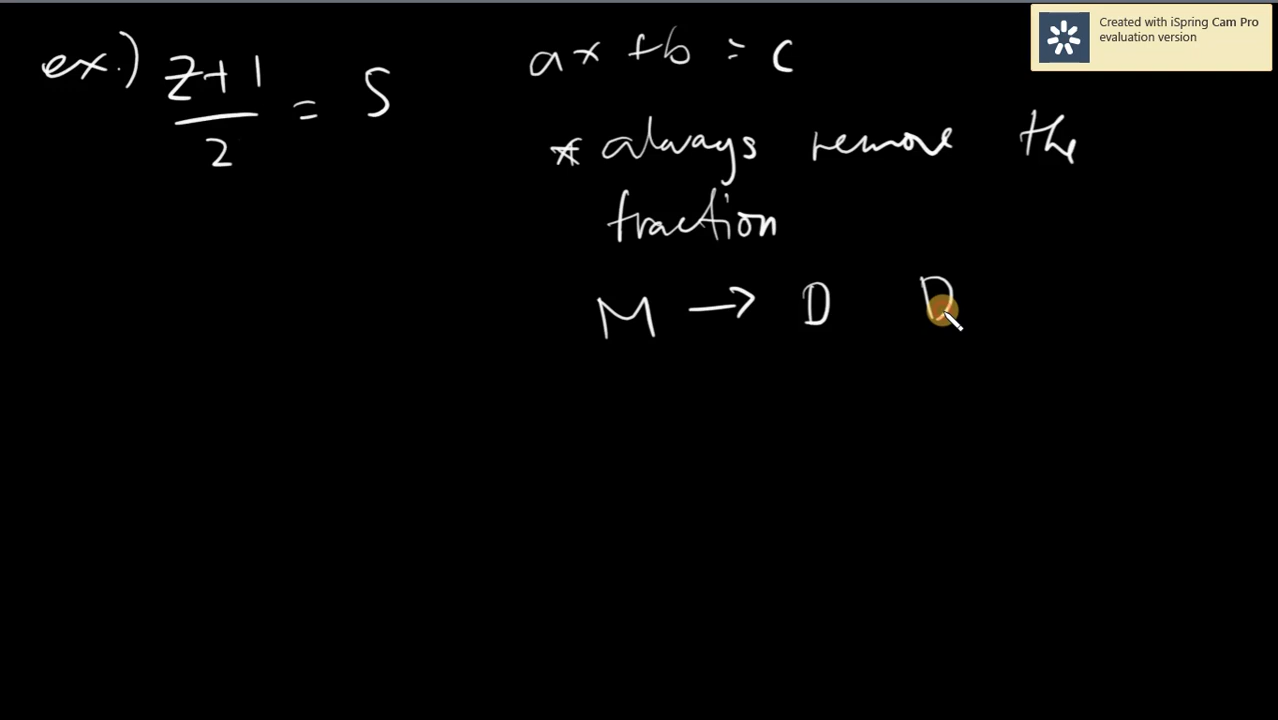 ex.) z+1/2 = 5
ax + b = c
* always remove the
fraction
M → D D
Created with iSpring Cam Pro
evaluation version